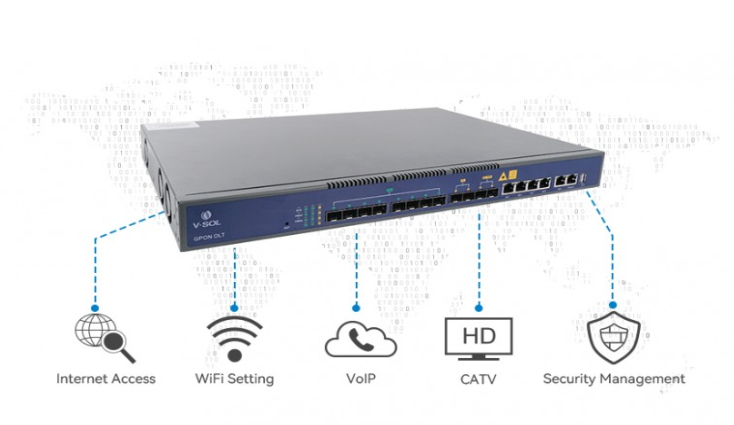 V·SOL
GPON OLT
HD
Internet Access
WiFi Setting
VoIP
CATV
Security Management